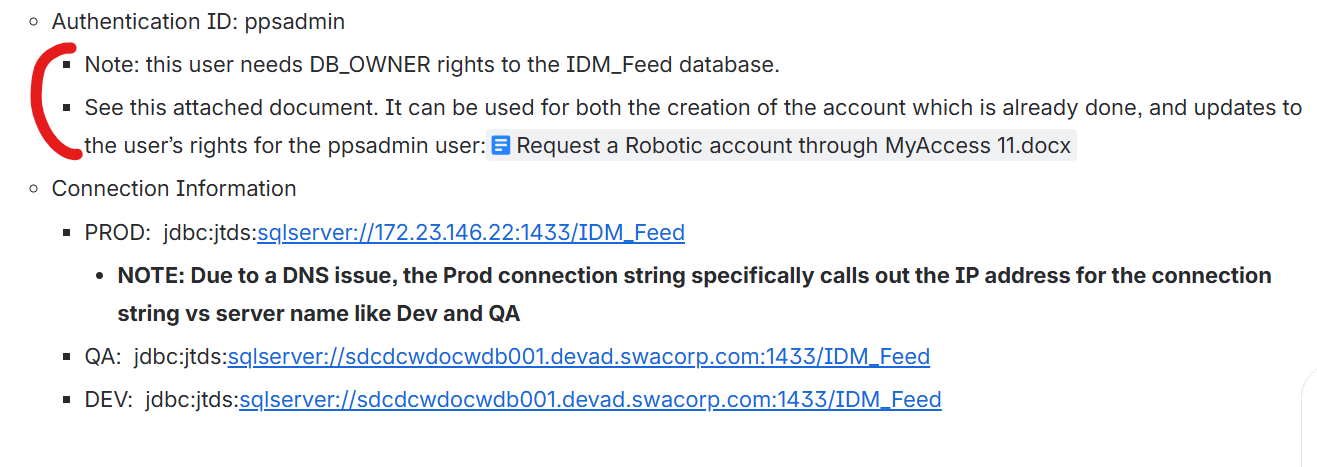 Authentication ID: ppsadmin
Note: this user needs DB_OWNER rights to the IDM_Feed database.
See this attached document. It can be used for both the creation of the account which is already done, and updates to
the user’s rights for the ppsadmin user: Request a Robotic account through MyAccess 11.docx
Connection Information
PROD: jdbc:jtds:sqlserver://172.23.146.22:1433/IDM_Feed
NOTE: Due to a DNS issue, the Prod connection string specifically calls out the IP address for the connection
string vs server name like Dev and QA
QA: jdbc:jtds:sqlserver://sdcdcwdocwdb001.devad.swacorp.com:1433/IDM_Feed
DEV: jdbc:jtds:sqlserver://sdcdcwdocwdb001.devad.swacorp.com:1433/IDM_Feed